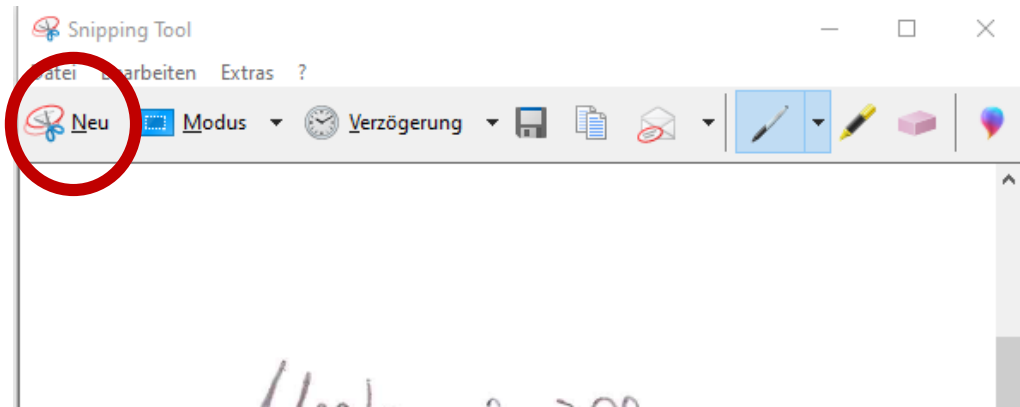 Snipping Tool
Datei Bearbeiten Extras ?
Neu Modus Verzögerung